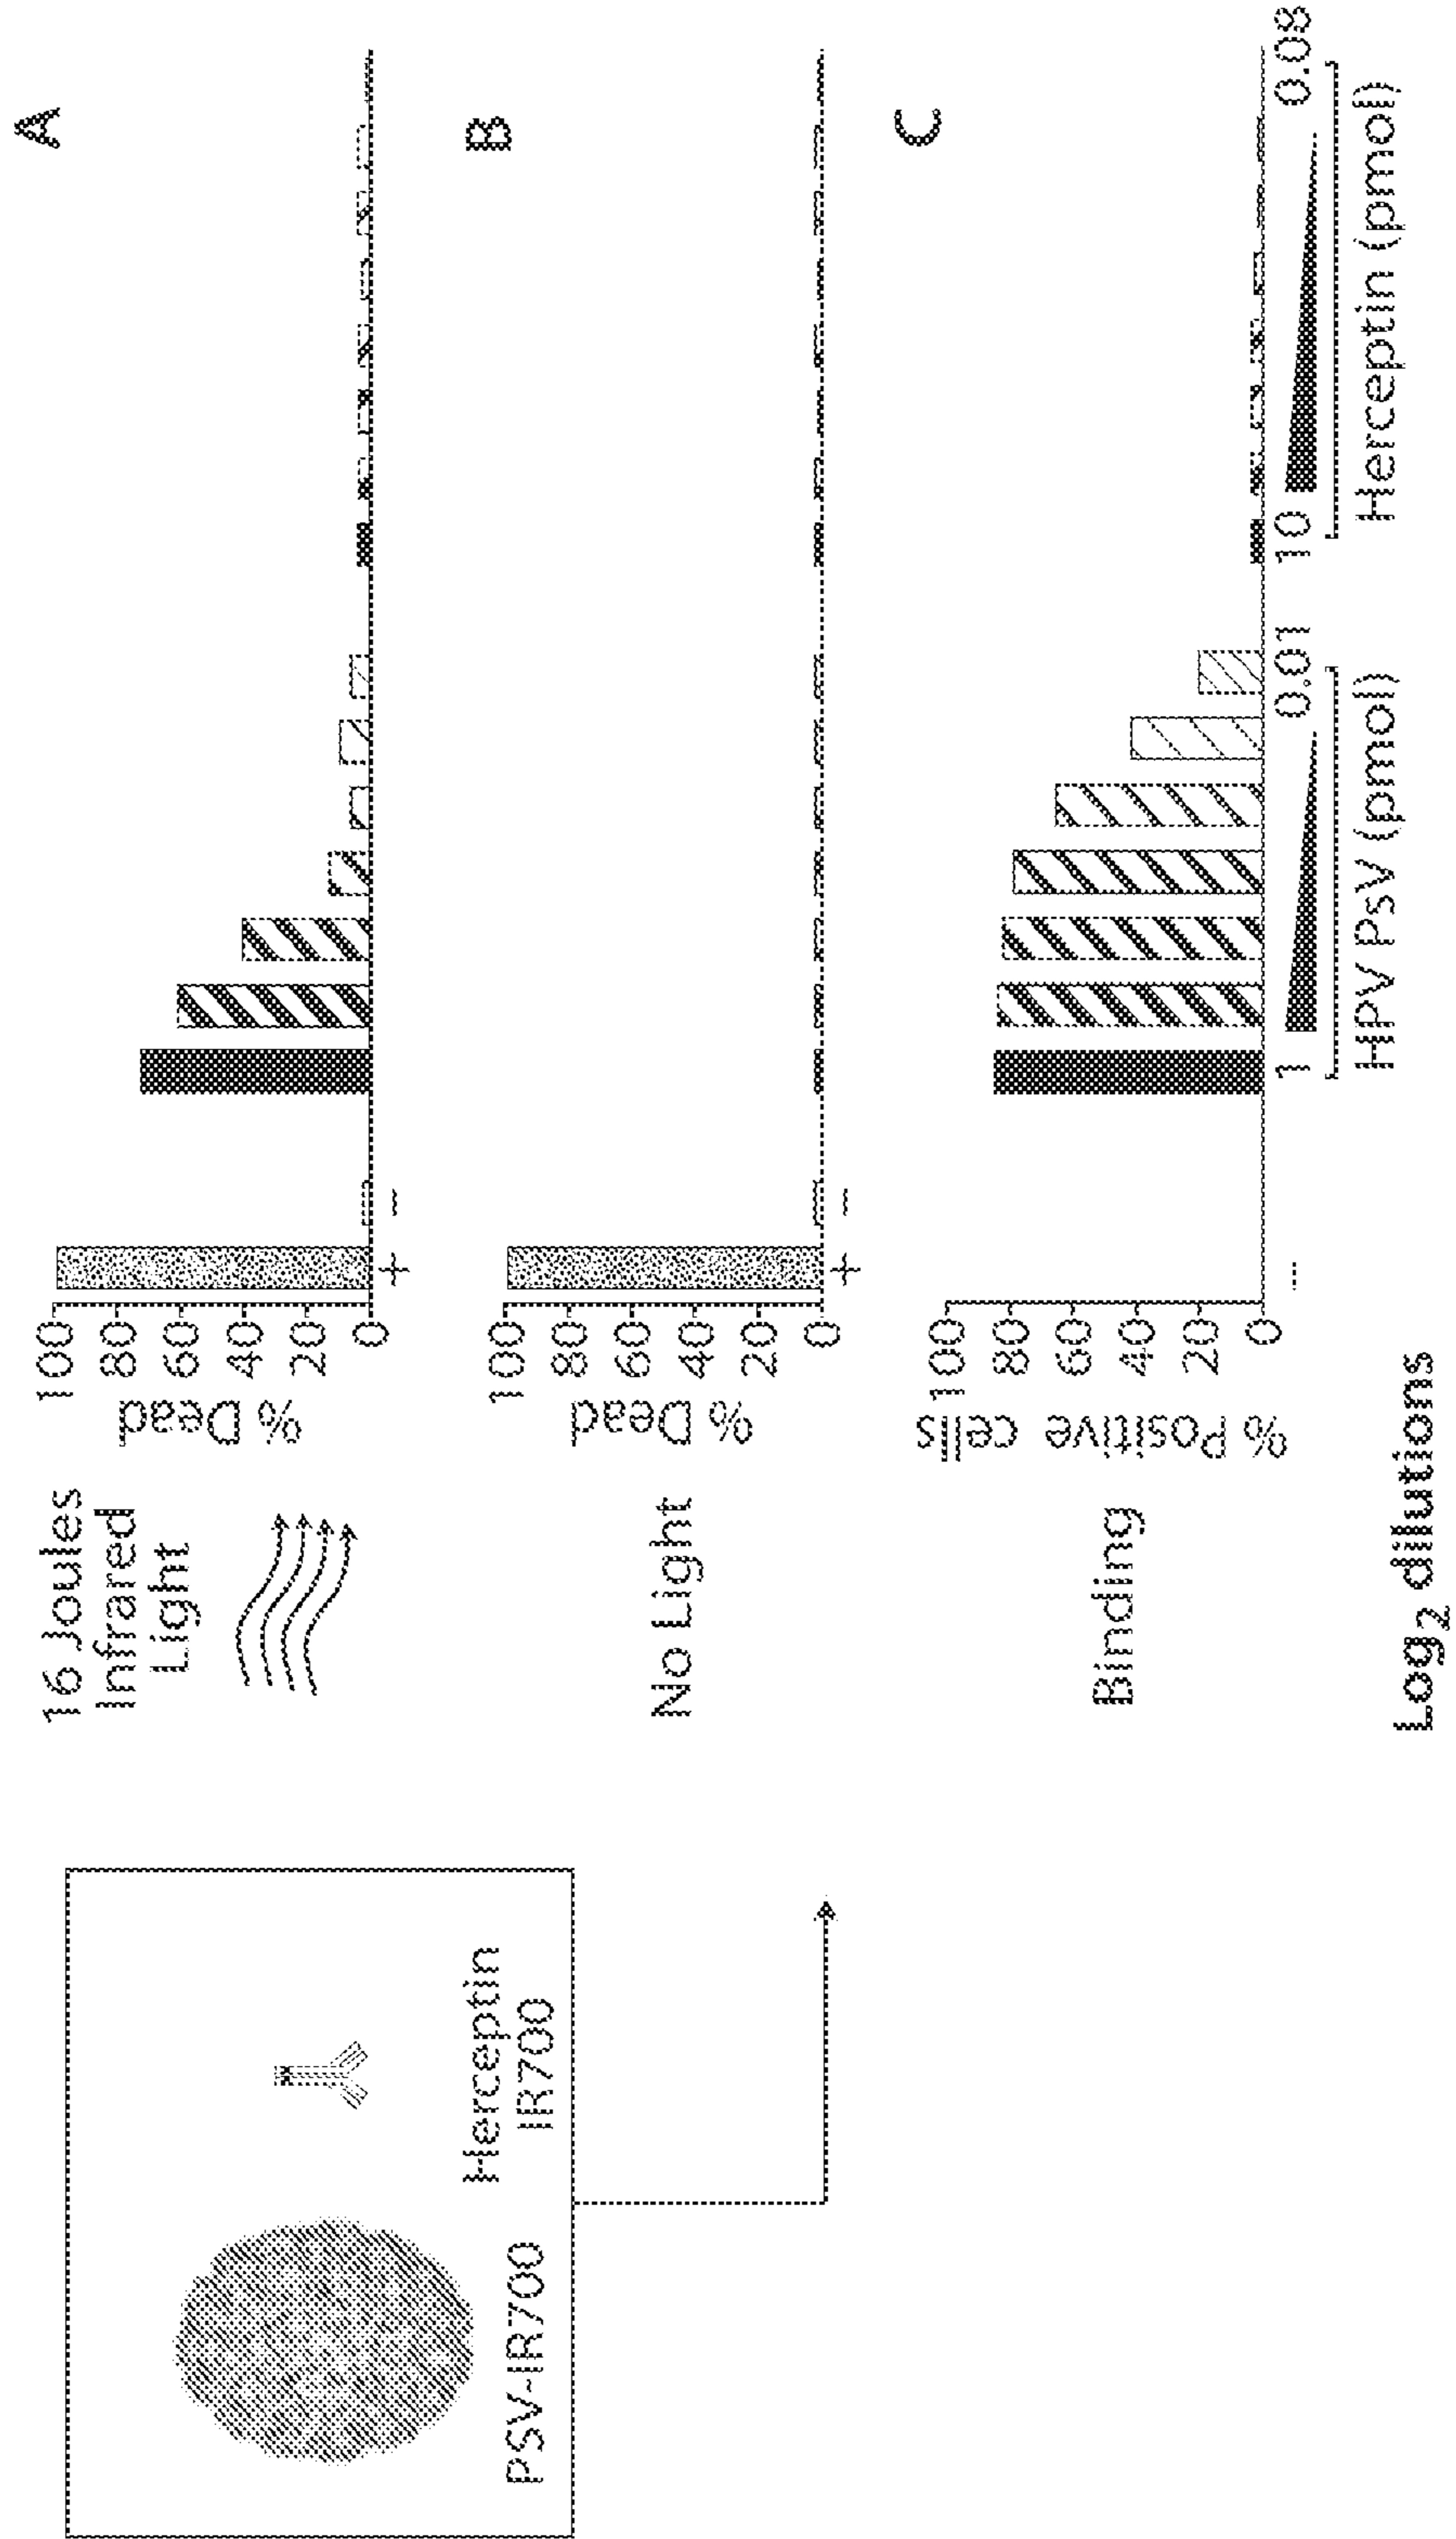 PSV-IR700
Herceptin
IR700
16 Joules
Infrared
Light
% Dead
100
80
60
40
20
0
+
−
A
No Light
% Dead
100
80
60
40
20
0
+
−
B
Binding
% Positive cells
100
80
60
40
20
0
−
C
1
0.01
10
0.08
HPV PsV (pmol)
Herceptin (pmol)
Log2 dilutions